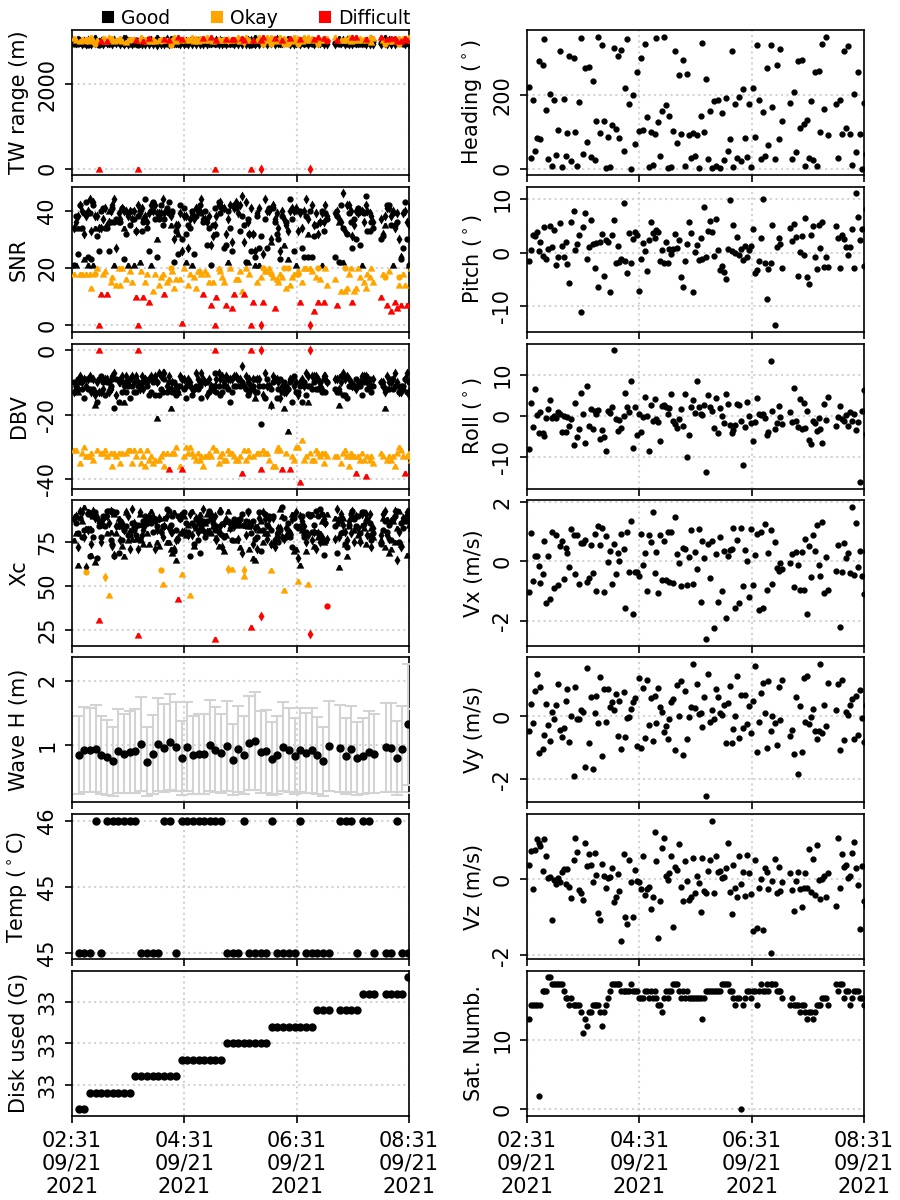 Good Okay Difficult
TW range (m)
2000
0
Heading (°)
200
0
SNR
40
20
0
Pitch (°)
10
0
-10
DBV
0
-20
-40
Roll (°)
10
0
-10
Xc
75
50
25
Vx (m/s)
2
0
-2
Wave H (m)
2
1
Vy (m/s)
0
-2
Temp (°C)
46
45
45
Vz (m/s)
0
-2
Disk used (G)
33
33
33
Sat. Numb.
10
0
02:31 04:31 06:31 08:31 02:31 04:31 06:31 08:31
09/21 09/21 09/21 09/21 09/21 09/21 09/21 09/21
2021 2021 2021 2021 2021 2021 2021 2021